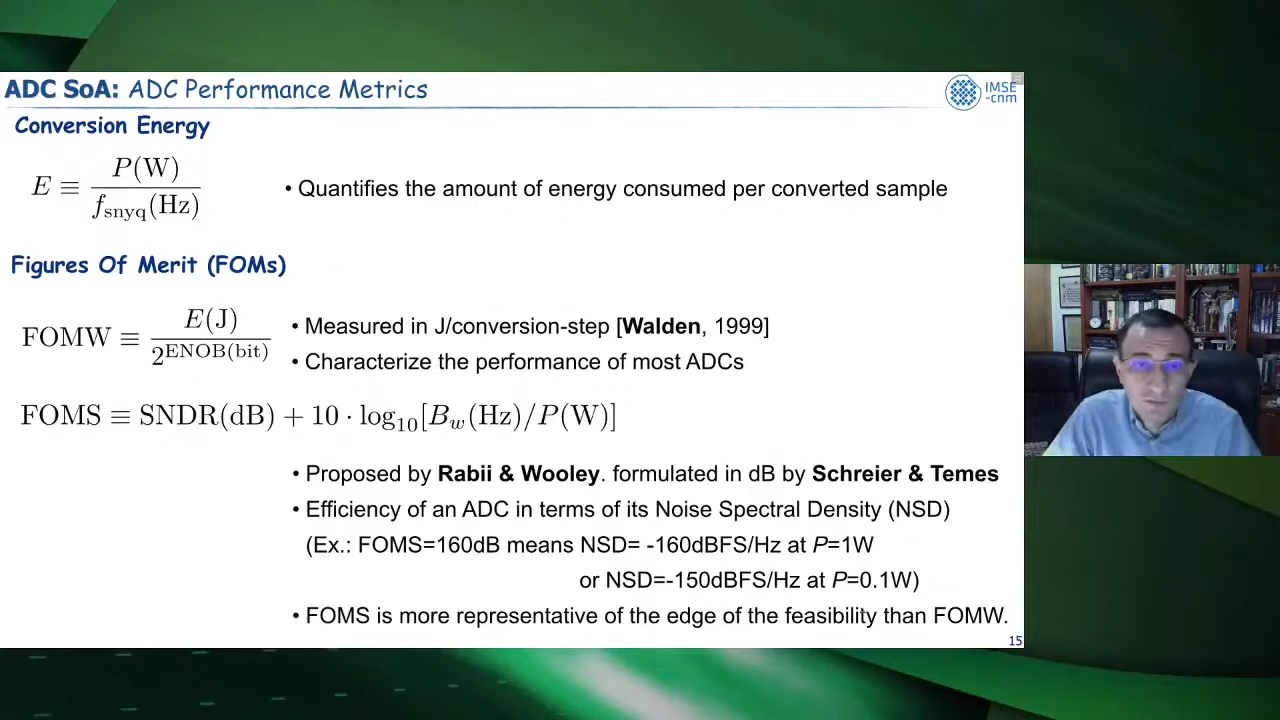 ADC SoA: ADC Performance Metrics
IMSE
-cnm
Conversion Energy
E ≡ P(W) / f_snyq(Hz)
• Quantifies the amount of energy consumed per converted sample
Figures Of Merit (FOMs)
FOMW ≡ E(J) / 2^ENOB(bit)
• Measured in J/conversion-step [Walden, 1999]
• Characterize the performance of most ADCs
FOMS ≡ SNDR(dB) + 10 · log₁₀[B_w(Hz)/P(W)]
• Proposed by Rabii & Wooley. formulated in dB by Schreier & Temes
• Efficiency of an ADC in terms of its Noise Spectral Density (NSD)
(Ex.: FOMS=160dB means NSD= -160dBFS/Hz at P=1W
or NSD=-150dBFS/Hz at P=0.1W)
• FOMS is more representative of the edge of the feasibility than FOMW.
15